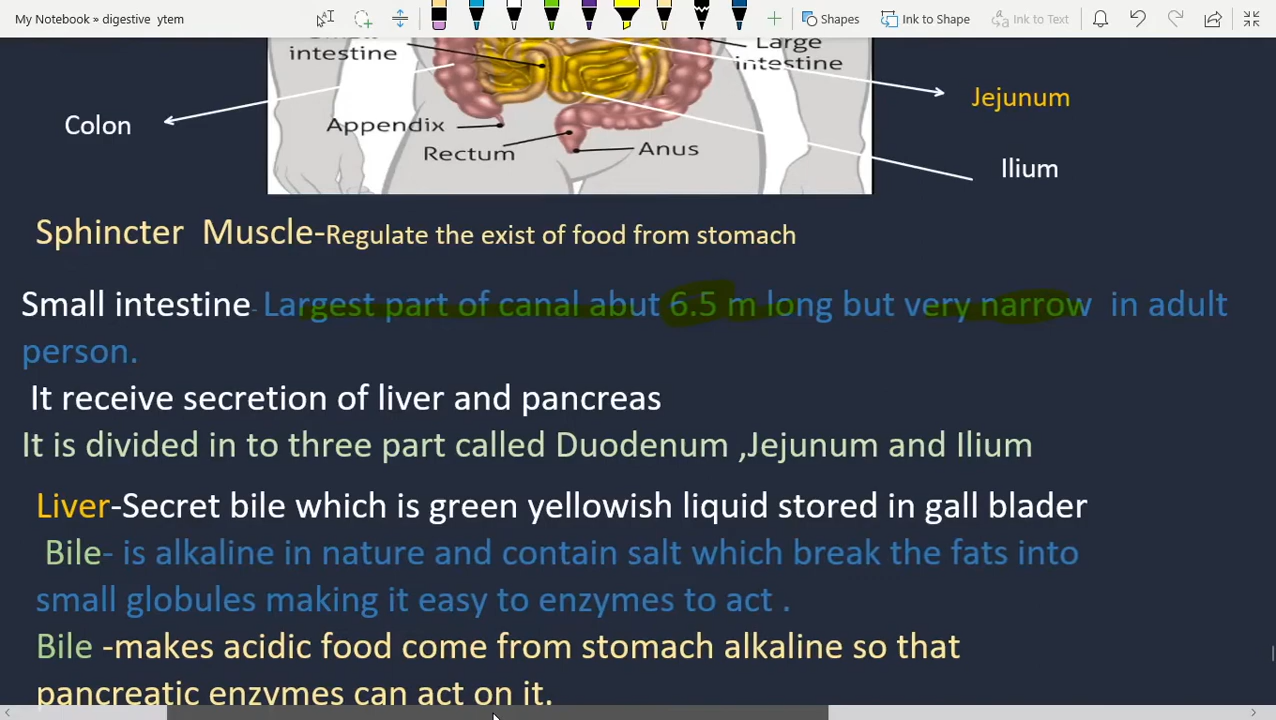 My Notebook » digestive ytem
Shapes
Ink to Shape
Ink to Text
intestine
Large
intestine
Jejunum
Colon
Appendix
Rectum
Anus
Ilium
Sphincter Muscle-Regulate the exist of food from stomach
Small intestine- Largest part of canal abut 6.5 m long but very narrow in adult
person.
It receive secretion of liver and pancreas
It is divided in to three part called Duodenum ,Jejunum and Ilium
Liver-Secret bile which is green yellowish liquid stored in gall blader
Bile- is alkaline in nature and contain salt which break the fats into
small globules making it easy to enzymes to act .
Bile -makes acidic food come from stomach alkaline so that
pancreatic enzymes can act on it.